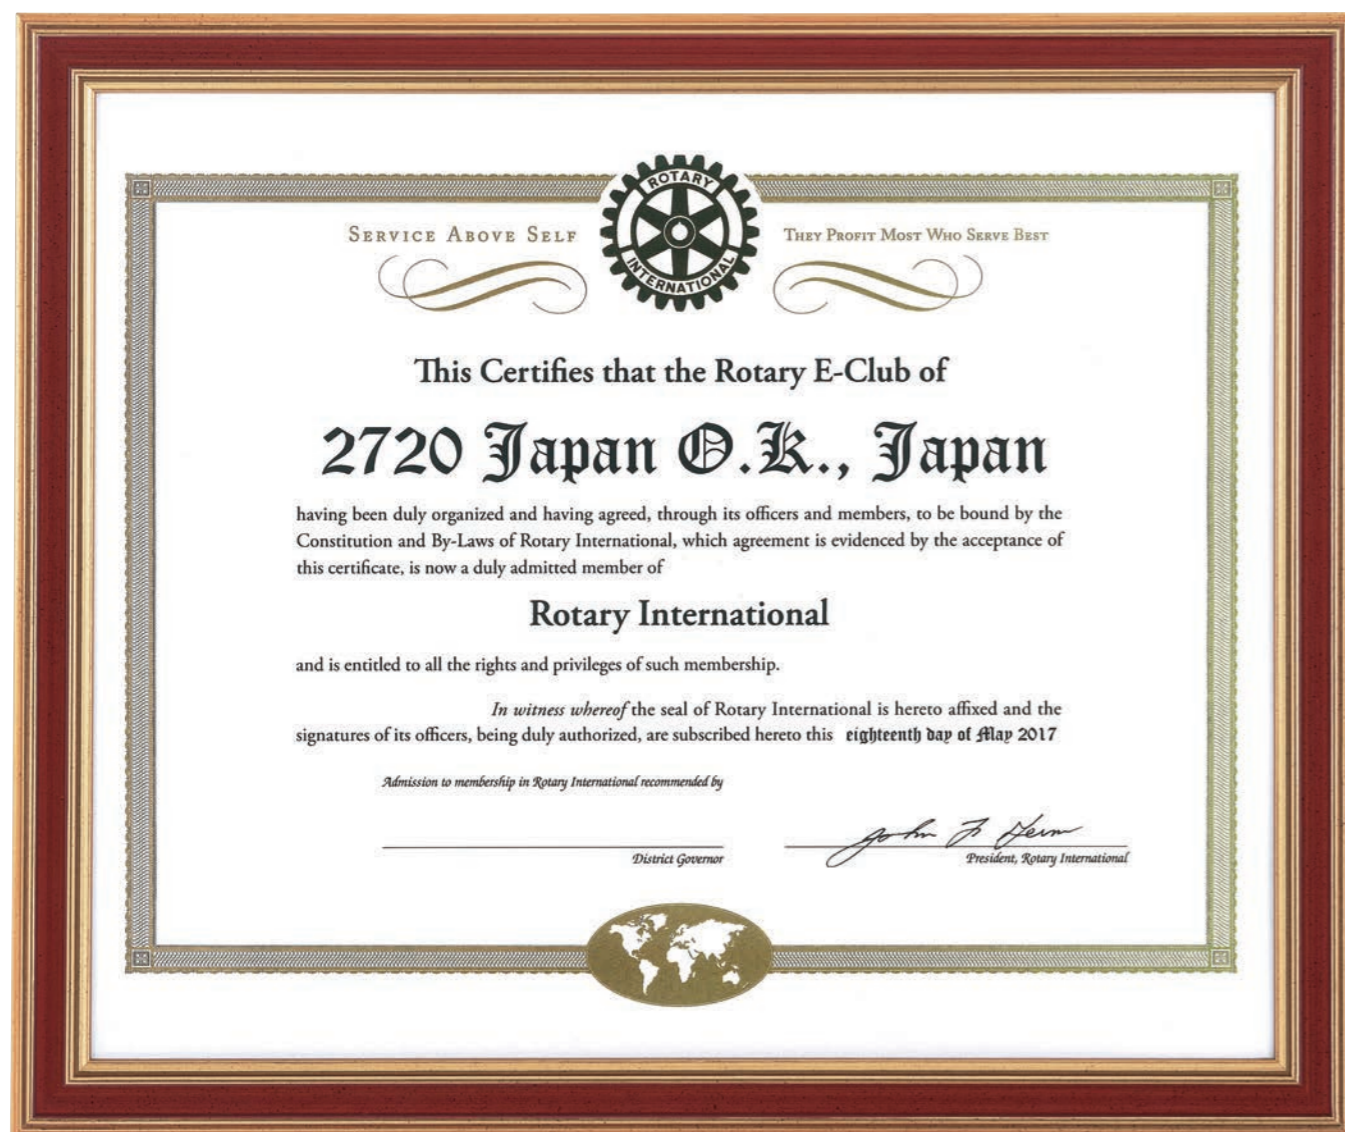 ROTARY
INTERNATIONAL
SERVICE ABOVE SELF
THEY PROFIT MOST WHO SERVE BEST
This Certifies that the Rotary E-Club of
2720 Japan O.K., Japan
having been duly organized and having agreed, through its officers and members, to be bound by the
Constitution and By-Laws of Rotary International, which agreement is evidenced by the acceptance of
this certificate, is now a duly admitted member of
Rotary International
and is entitled to all the rights and privileges of such membership.
In witness whereof the seal of Rotary International is hereto affixed and the
signatures of its officers, being duly authorized, are subscribed hereto this eighteenth day of May 2017
Admission to membership in Rotary International recommended by
John F Germ
District Governor
President, Rotary International